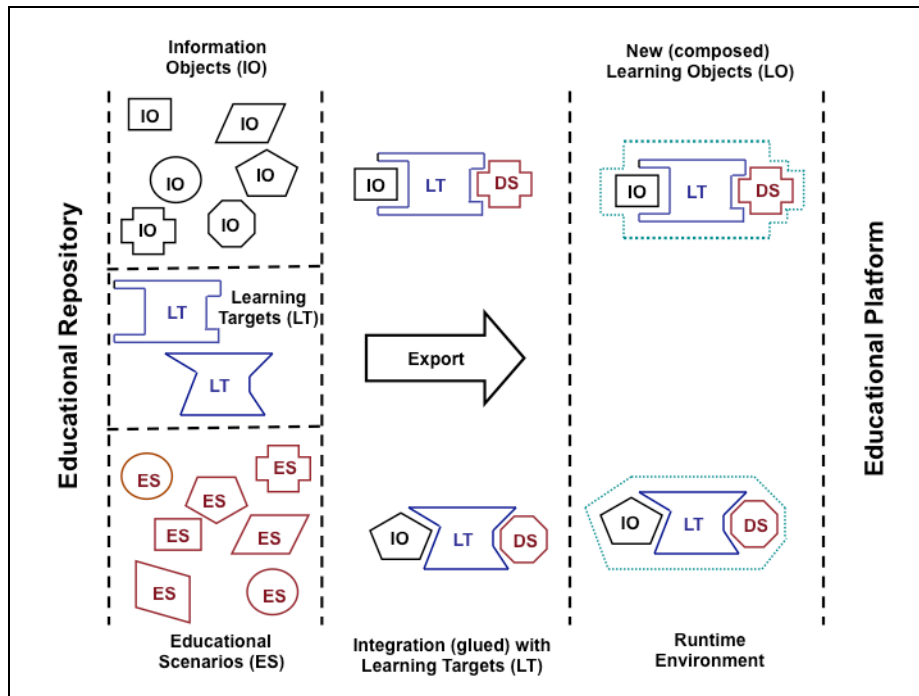 Information
Objects (IO)
New (composed)
Learning Objects (LO)
Educational Repository
IO
IO
IO
IO
IO
IO
LT
Learning
Targets (LT)
LT
ES
ES
ES
ES
ES
ES
ES
Educational
Scenarios (ES)
IO
LT
DS
Export
IO
LT
DS
Integration (glued) with
Learning Targets (LT)
IO
LT
DS
IO
LT
DS
Runtime
Environment
Educational Platform